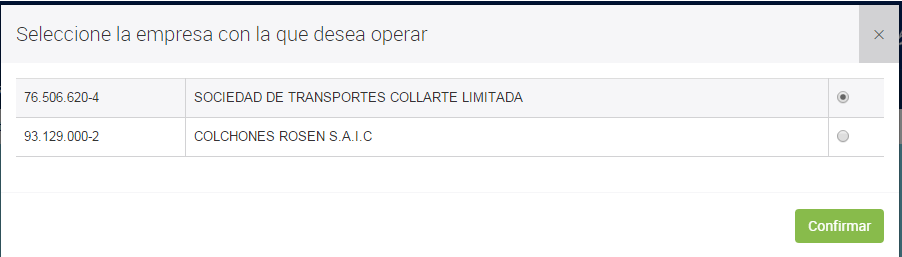 Seleccione la empresa con la que desea operar
×
76.506.620-4 SOCIEDAD DE TRANSPORTES COLLARTE LIMITADA
93.129.000-2 COLCHONES ROSEN S.A.I.C
Confirmar